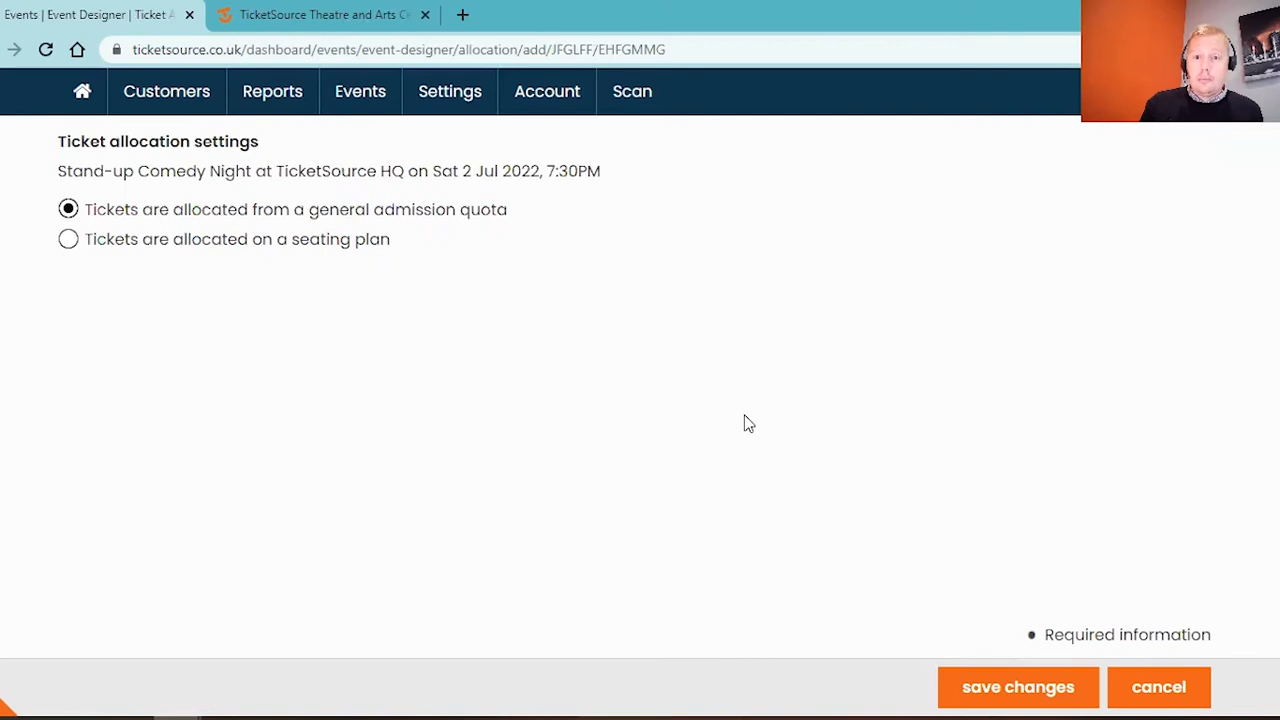 Events | Event Designer | Ticket A
TicketSource Theatre and Arts C
ticketsource.co.uk/dashboard/events/event-designer/allocation/add/JFGLFF/EHFGMMG
Customers
Reports
Events
Settings
Account
Scan
Ticket allocation settings
Stand-up Comedy Night at TicketSource HQ on Sat 2 Jul 2022, 7:30PM
Tickets are allocated from a general admission quota
Tickets are allocated on a seating plan
Required information
save changes
cancel